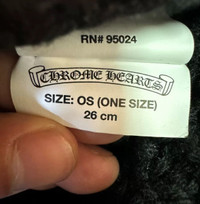 RN# 95024
CHROME HEARTS
SIZE: OS (ONE SIZE)
26 cm